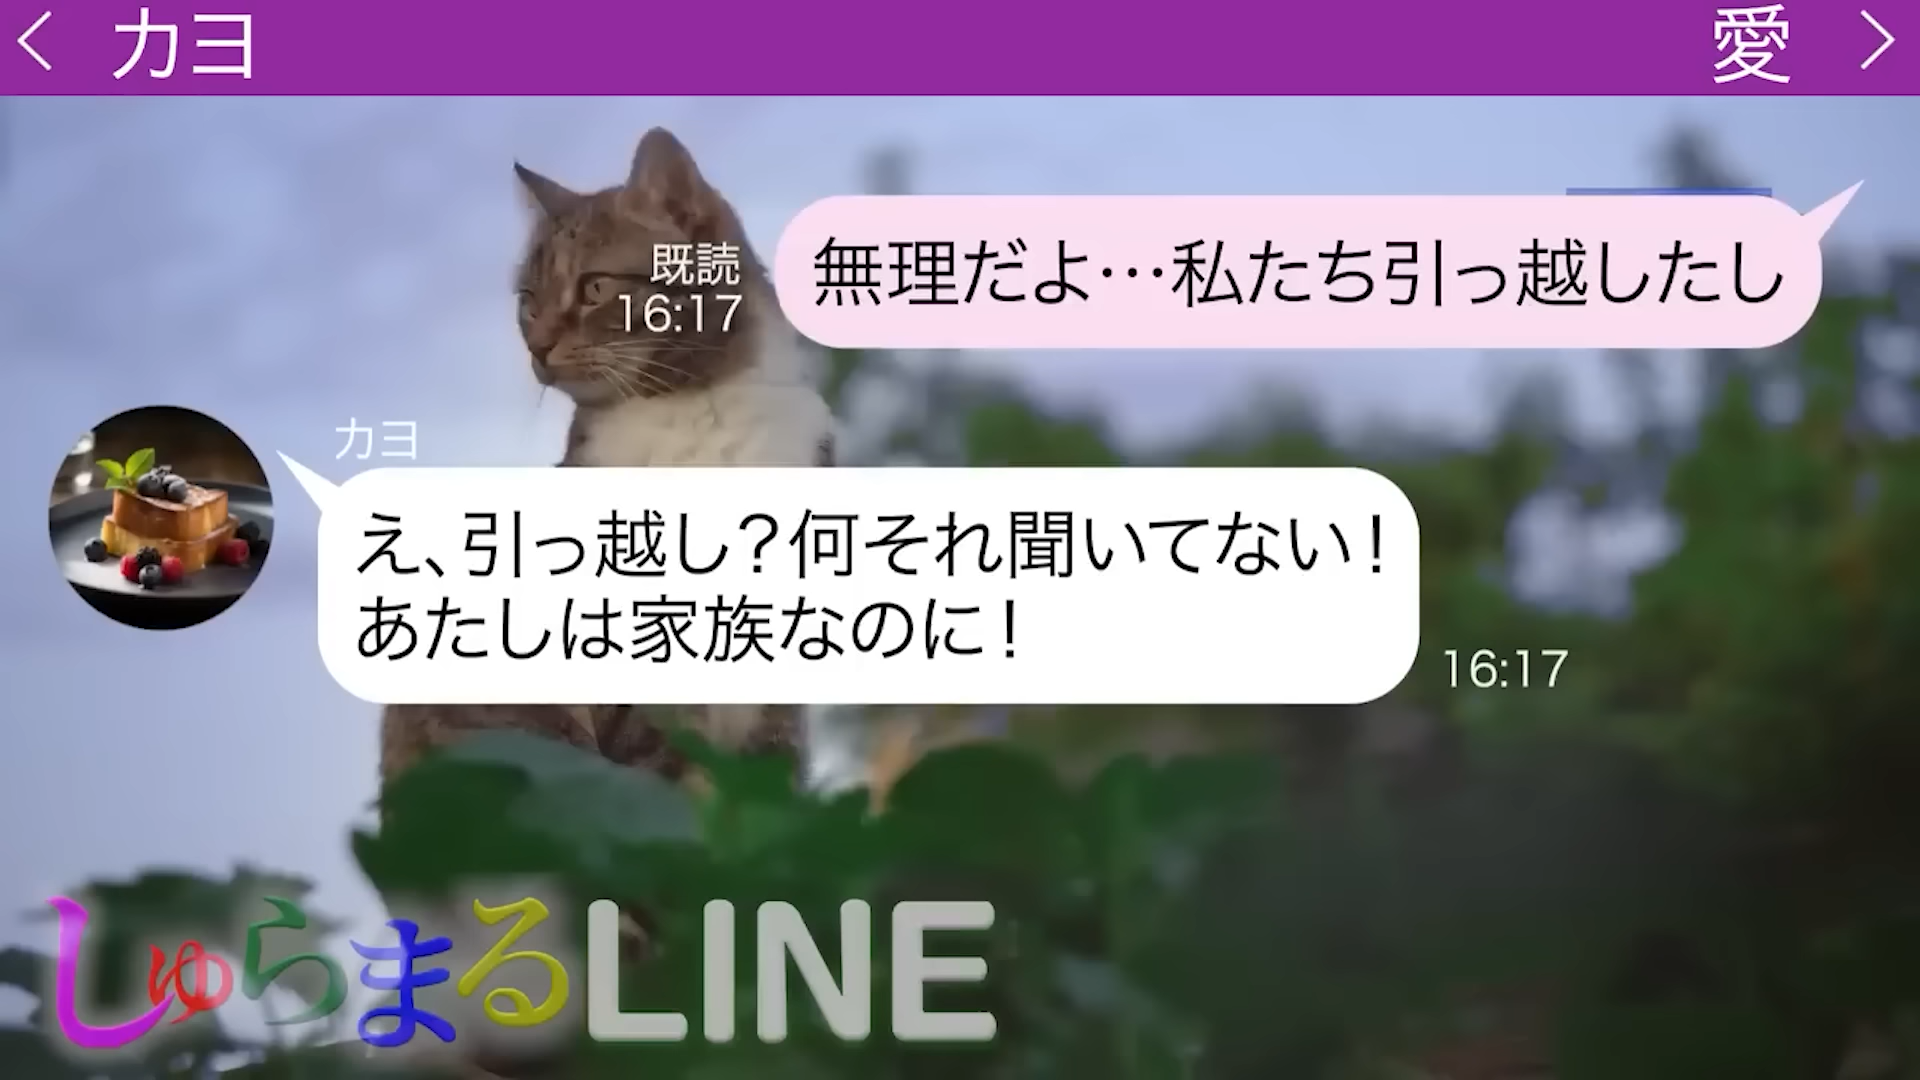 カヨ
愛
無理だよ…私たち引っ越したし
既読
16:17
カヨ
え、引っ越し?何それ聞いてない!
あたしは家族なのに!
16:17
しゅらまるLINE